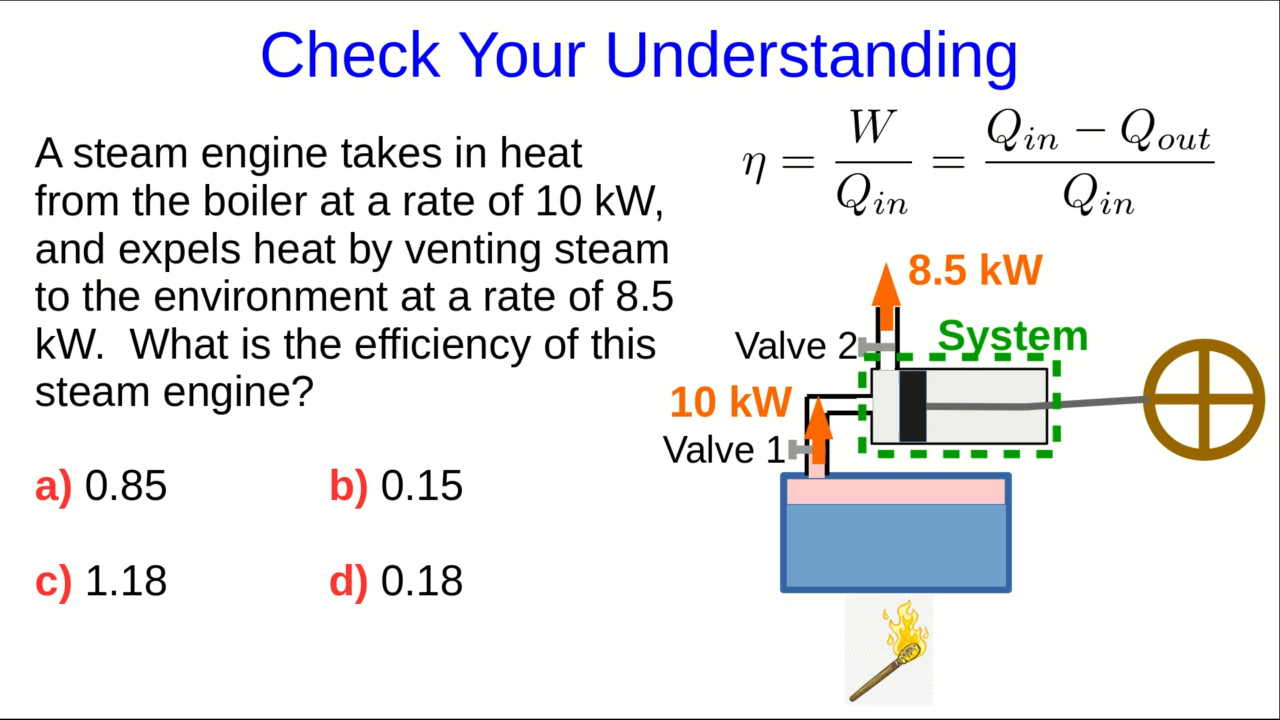 Check Your Understanding
A steam engine takes in heat
from the boiler at a rate of 10 kW,
and expels heat by venting steam
to the environment at a rate of 8.5
kW.  What is the efficiency of this
steam engine?
a) 0.85
b) 0.15
c) 1.18
d) 0.18
η = W/Q_in = (Q_in − Q_out)/Q_in
8.5 kW
System
Valve 2
10 kW
Valve 1